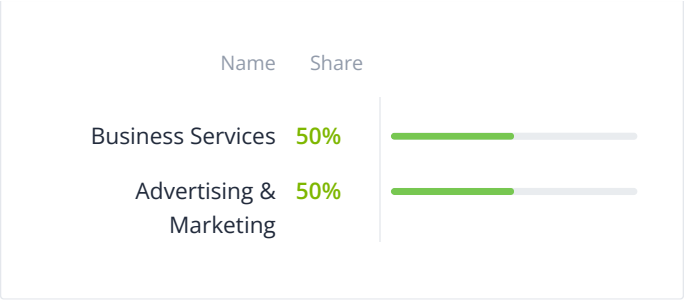 Name Share
Business Services 50%
Advertising & 50%
Marketing